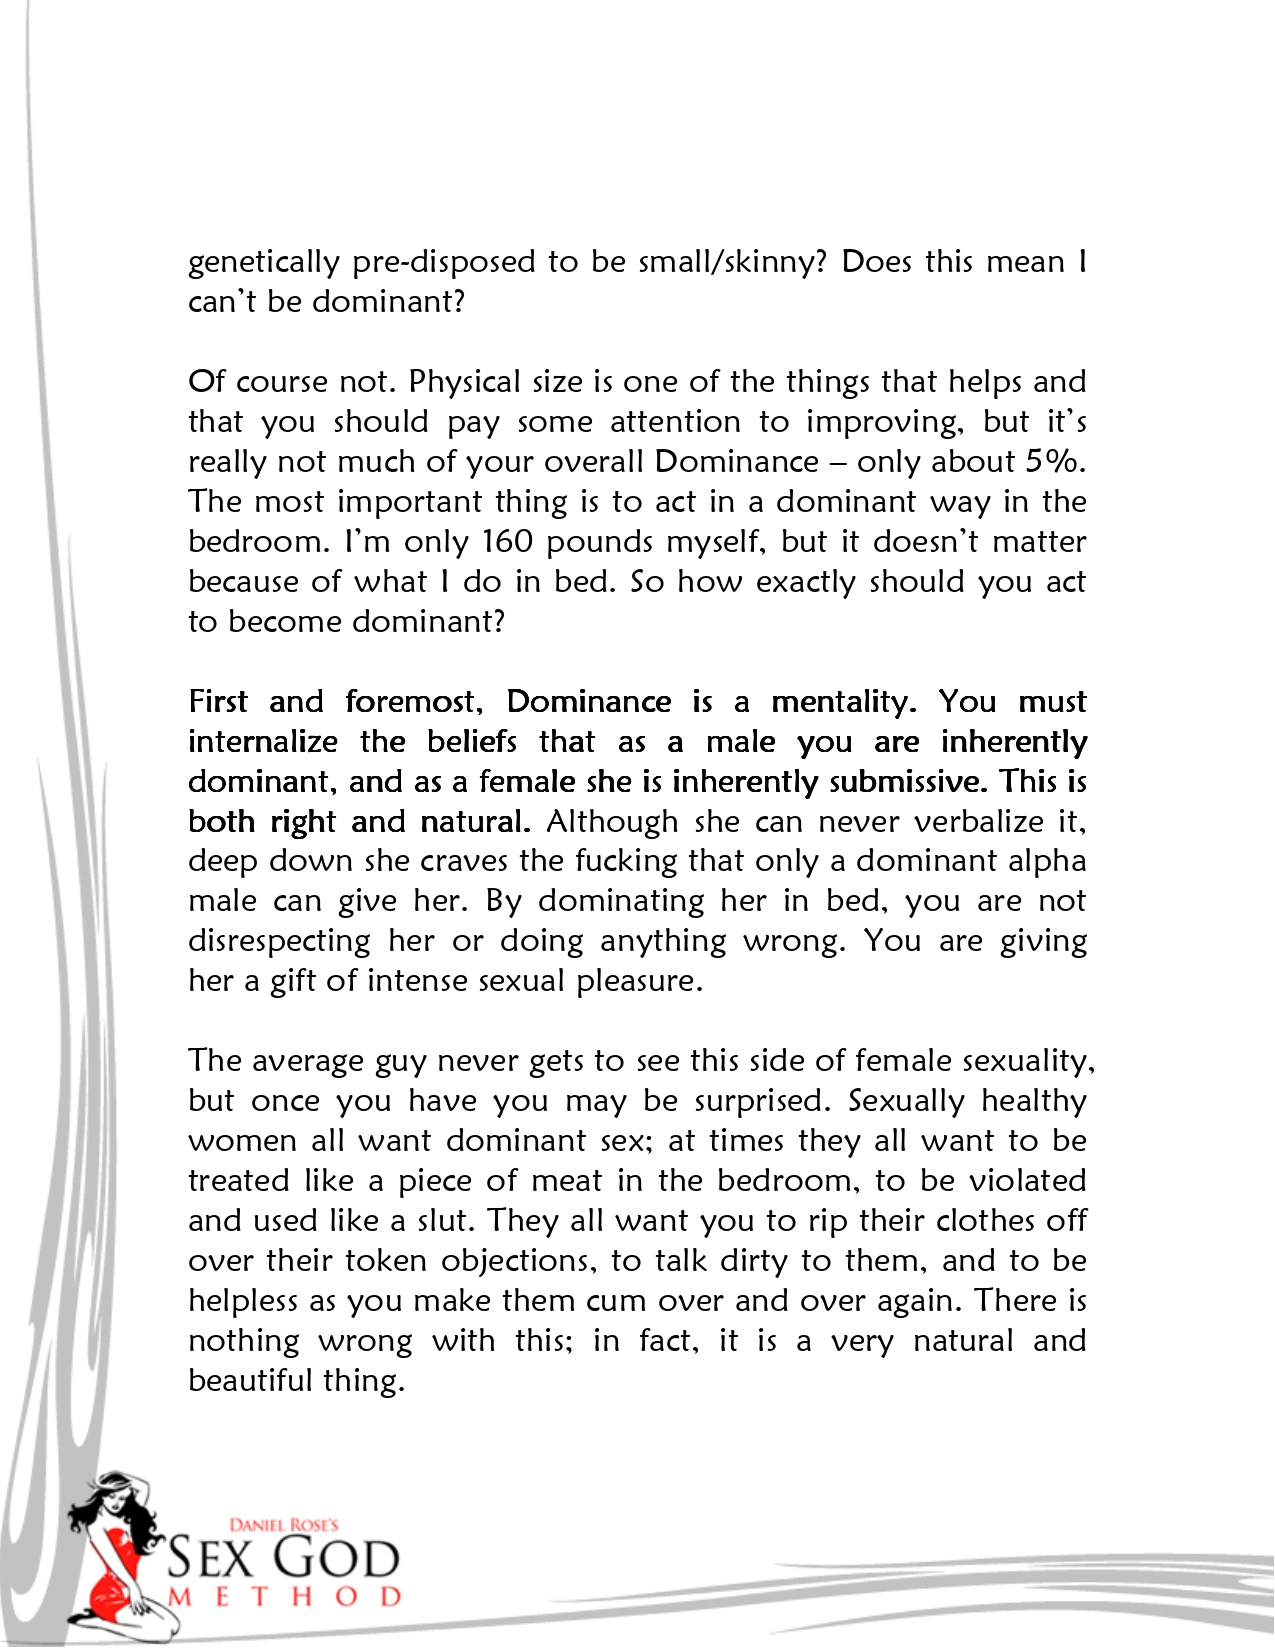 genetically pre-disposed to be small/skinny? Does this mean I
can't be dominant?
Of course not. Physical size is one of the things that helps and
that you should pay some attention to improving, but it's
really not much of your overall Dominance – only about 5%.
The most important thing is to act in a dominant way in the
bedroom. I'm only 160 pounds myself, but it doesn't matter
because of what I do in bed. So how exactly should you act
to become dominant?
First and foremost, Dominance is a mentality. You must
internalize the beliefs that as a male you are inherently
dominant, and as a female she is inherently submissive. This is
both right and natural. Although she can never verbalize it,
deep down she craves the fucking that only a dominant alpha
male can give her. By dominating her in bed, you are not
disrespecting her or doing anything wrong. You are giving
her a gift of intense sexual pleasure.
The average guy never gets to see this side of female sexuality,
but once you have you may be surprised. Sexually healthy
women all want dominant sex; at times they all want to be
treated like a piece of meat in the bedroom, to be violated
and used like a slut. They all want you to rip their clothes off
over their token objections, to talk dirty to them, and to be
helpless as you make them cum over and over again. There is
nothing wrong with this; in fact, it is a very natural and
beautiful thing.
DANIEL ROSE'S
SEX GOD
METHOD